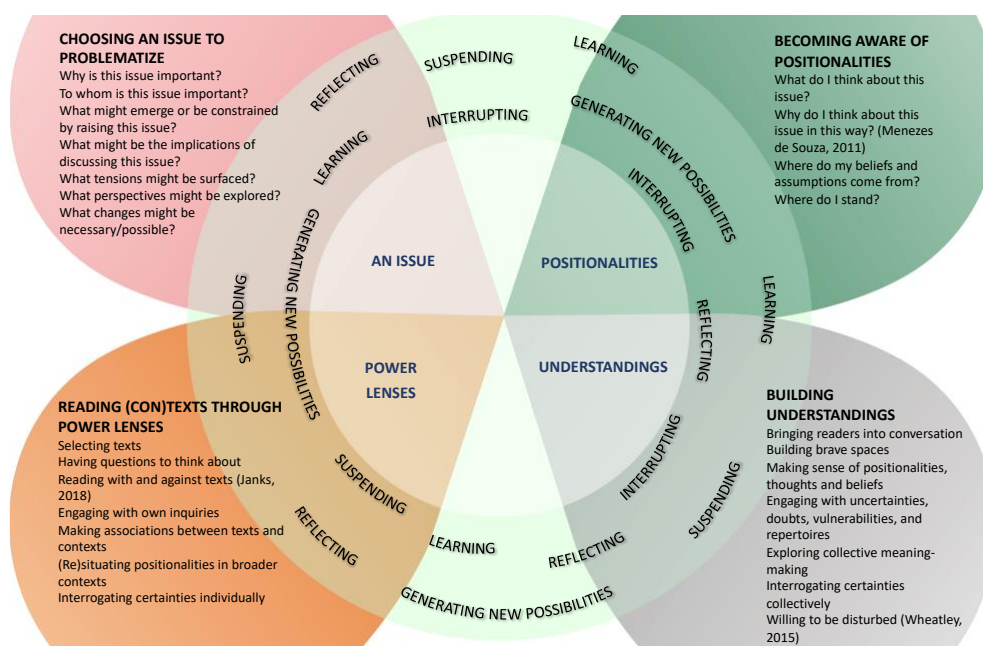 CHOOSING AN ISSUE TO
PROBLEMATIZE
Why is this issue important?
To whom is this issue important?
What might emerge or be constrained
by raising this issue?
What might be the implications of
discussing this issue?
What tensions might be surfaced?
What perspectives might be explored?
What changes might be
necessary/possible?
BECOMING AWARE OF
POSITIONALITIES
What do I think about this
issue?
Why do I think about this
issue in this way? (Menezes
de Souza, 2011)
Where do my beliefs and
assumptions come from?
Where do I stand?
REFLECTING
SUSPENDING
LEARNING
LEARNING
INTERRUPTING
GENERATING NEW POSSIBILITIES
INTERRUPTING
GENERATING NEW POSSIBILITIES
SUSPENDING
LEARNING
REFLECTING
AN ISSUE
POSITIONALITIES
POWER
LENSES
UNDERSTANDINGS
SUSPENDING
REFLECTING
LEARNING
GENERATING NEW POSSIBILITIES
REFLECTING
INTERRUPTING
SUSPENDING
READING (CON)TEXTS THROUGH
POWER LENSES
Selecting texts
Having questions to think about
Reading with and against texts (Janks,
2018)
Engaging with own inquiries
Making associations between texts and
contexts
(Re)situating positionalities in broader
contexts
Interrogating certainties individually
BUILDING
UNDERSTANDINGS
Bringing readers into conversation
Building brave spaces
Making sense of positionalities,
thoughts and beliefs
Engaging with uncertainties,
doubts, vulnerabilities, and
repertoires
Exploring collective meaning-
making
Interrogating certainties
collectively
Willing to be disturbed (Wheatley,
2015)